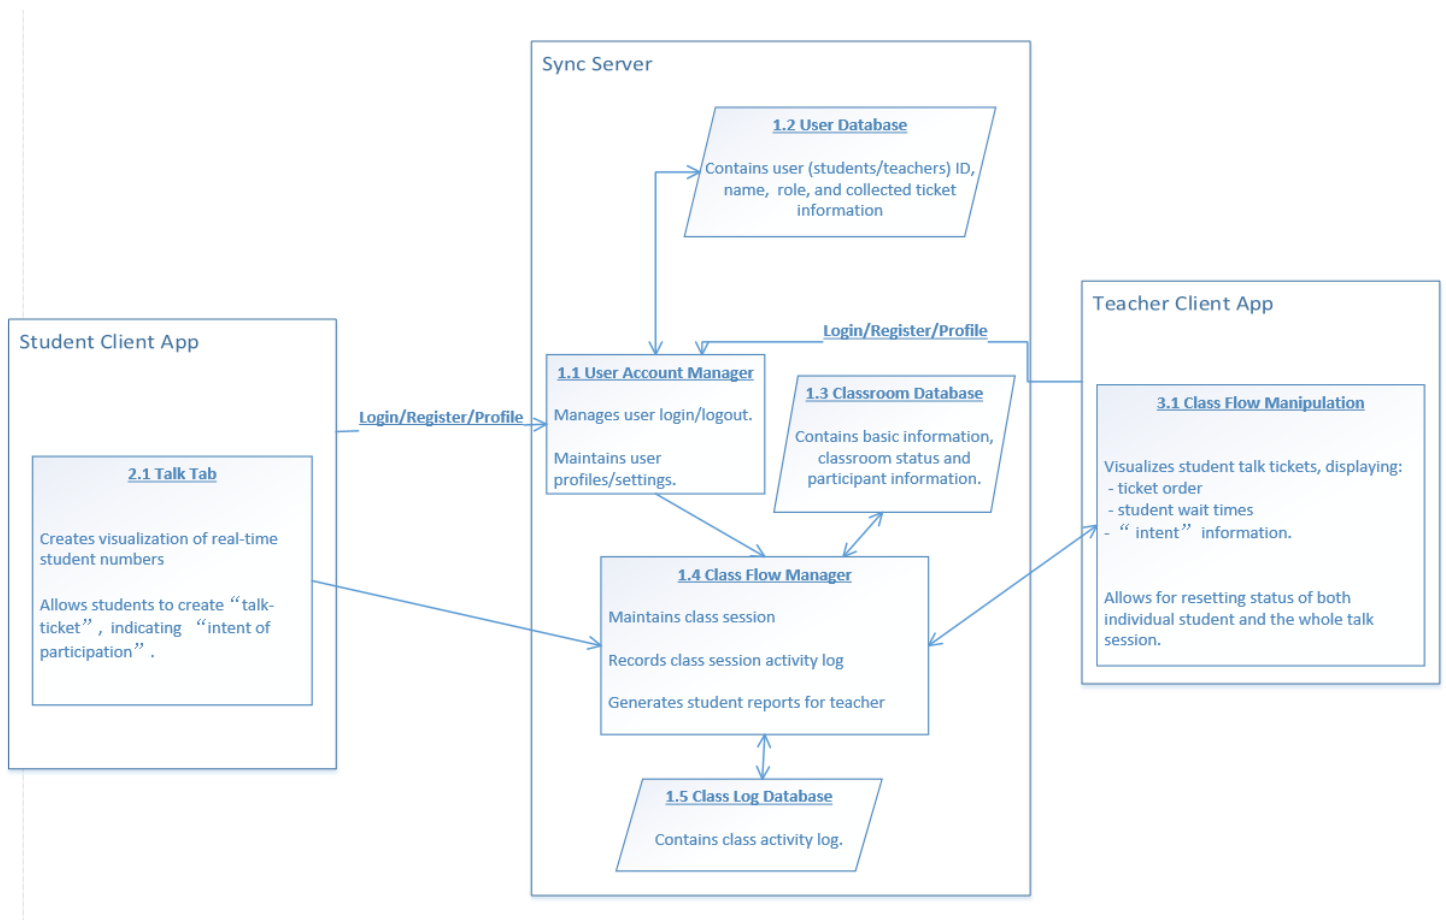 Sync Server
1.2 User Database
Contains user (students/teachers) ID,
name, role, and collected ticket
information
Teacher Client App
Login/Register/Profile
Student Client App
1.1 User Account Manager
Manages user login/logout.
Maintains user
profiles/settings.
1.3 Classroom Database
Contains basic information,
classroom status and
participant information.
3.1 Class Flow Manipulation
Visualizes student talk tickets, displaying:
- ticket order
- student wait times
- “ intent” information.
Allows for resetting status of both
individual student and the whole talk
session.
Login/Register/Profile
2.1 Talk Tab
Creates visualization of real-time
student numbers
Allows students to create “talk-
ticket” , indicating “intent of
participation” .
1.4 Class Flow Manager
Maintains class session
Records class session activity log
Generates student reports for teacher
1.5 Class Log Database
Contains class activity log.